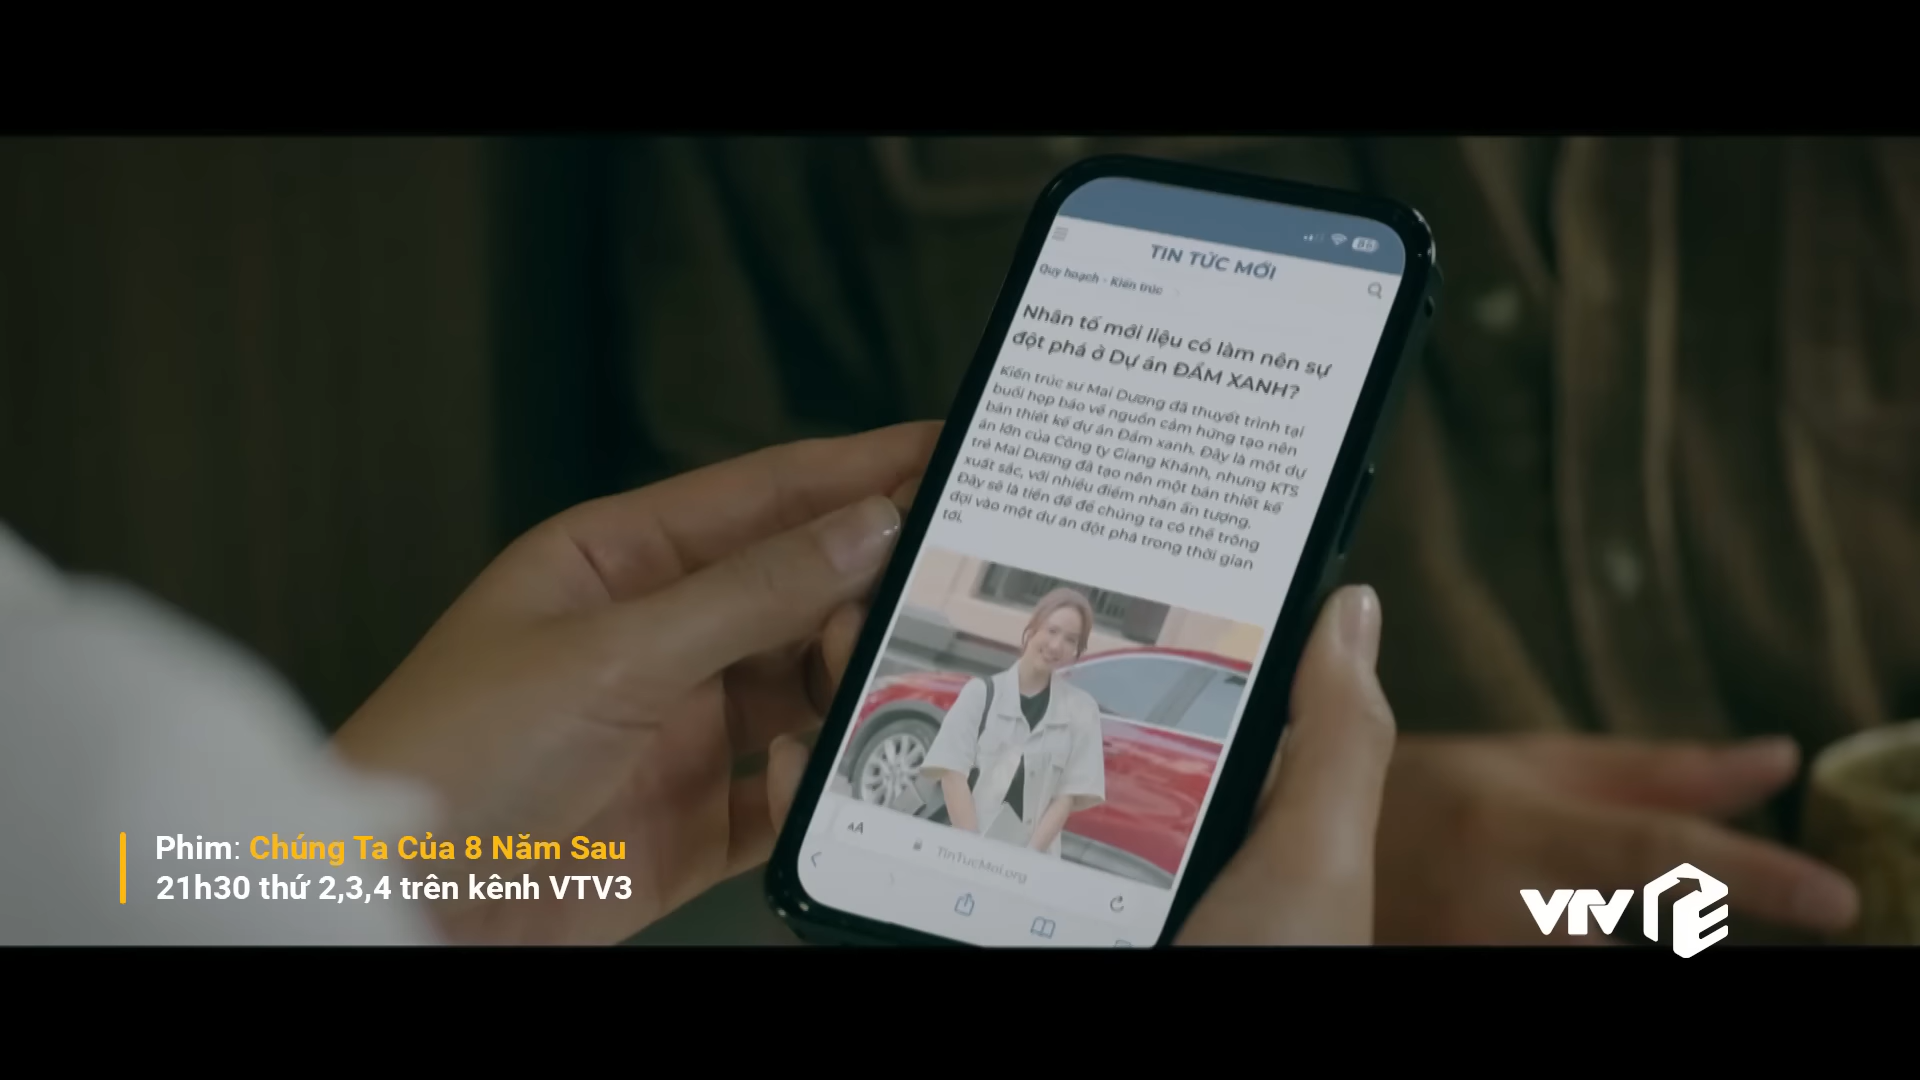 86
TIN TỨC MỚI
Quy hoạch - Kiến trúc
Nhân tố mới liệu có làm nên sự
đột phá ở Dự án ĐẦM XANH?
Kiến trúc sư Mai Dương đã thuyết trình tại
buổi họp báo về nguồn cảm hứng tạo nên
bản thiết kế dự án Đầm xanh. Đây là một dự
án lớn của Công ty Giang Khánh, nhưng KTS
trẻ Mai Dương đã tạo nên một bản thiết kế
xuất sắc, với nhiều điểm nhấn ấn tượng.
Đây sẽ là tiền đề để chúng ta có thể trông
đợi vào một dự án đột phá trong thời gian
tới.
AA
TinTucMoi.org
Phim: Chúng Ta Của 8 Năm Sau
21h30 thứ 2,3,4 trên kênh VTV3
VTV